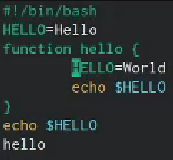 #!/bin/bash
HELLO=Hello
function hello {
        HELLO=World
        echo $HELLO
}
echo $HELLO
hello